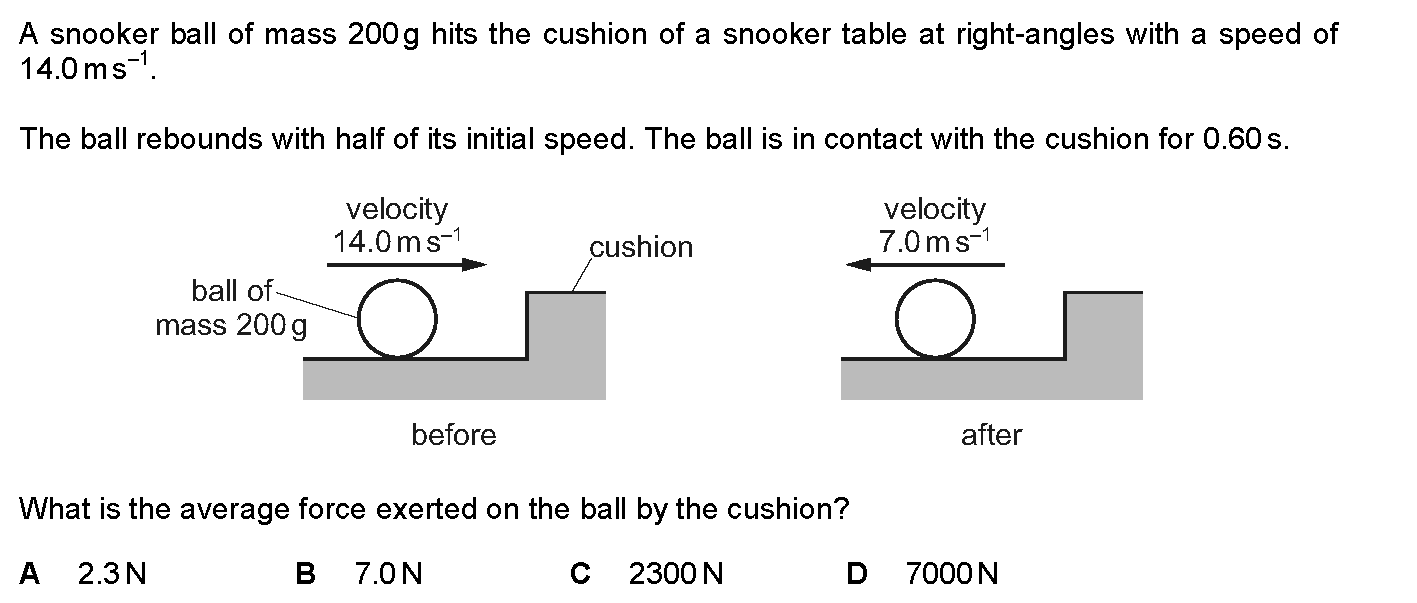 A snooker ball of mass 200 g hits the cushion of a snooker table at right-angles with a speed of
14.0 m s⁻¹.
The ball rebounds with half of its initial speed. The ball is in contact with the cushion for 0.60 s.
velocity
14.0 m s⁻¹
cushion
ball of
mass 200 g
before
velocity
7.0 m s⁻¹
after
What is the average force exerted on the ball by the cushion?
A 2.3 N B 7.0 N C 2300 N D 7000 N